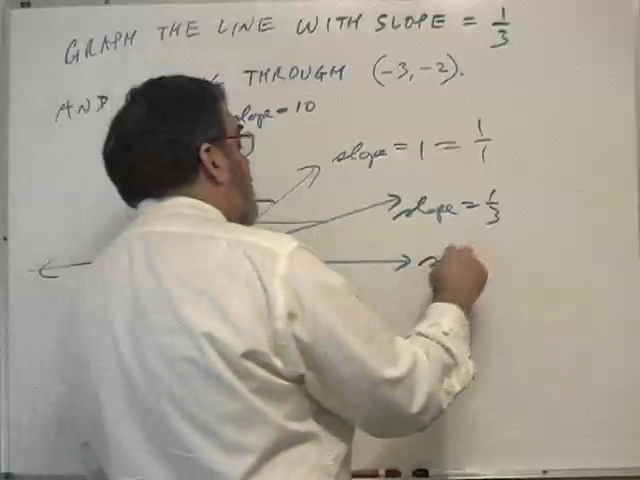 GRAPH THE LINE WITH SLOPE = 1/3
AND THROUGH (-3, -2).
slope = 10
slope = 1 = 1/1
slope = 1/3